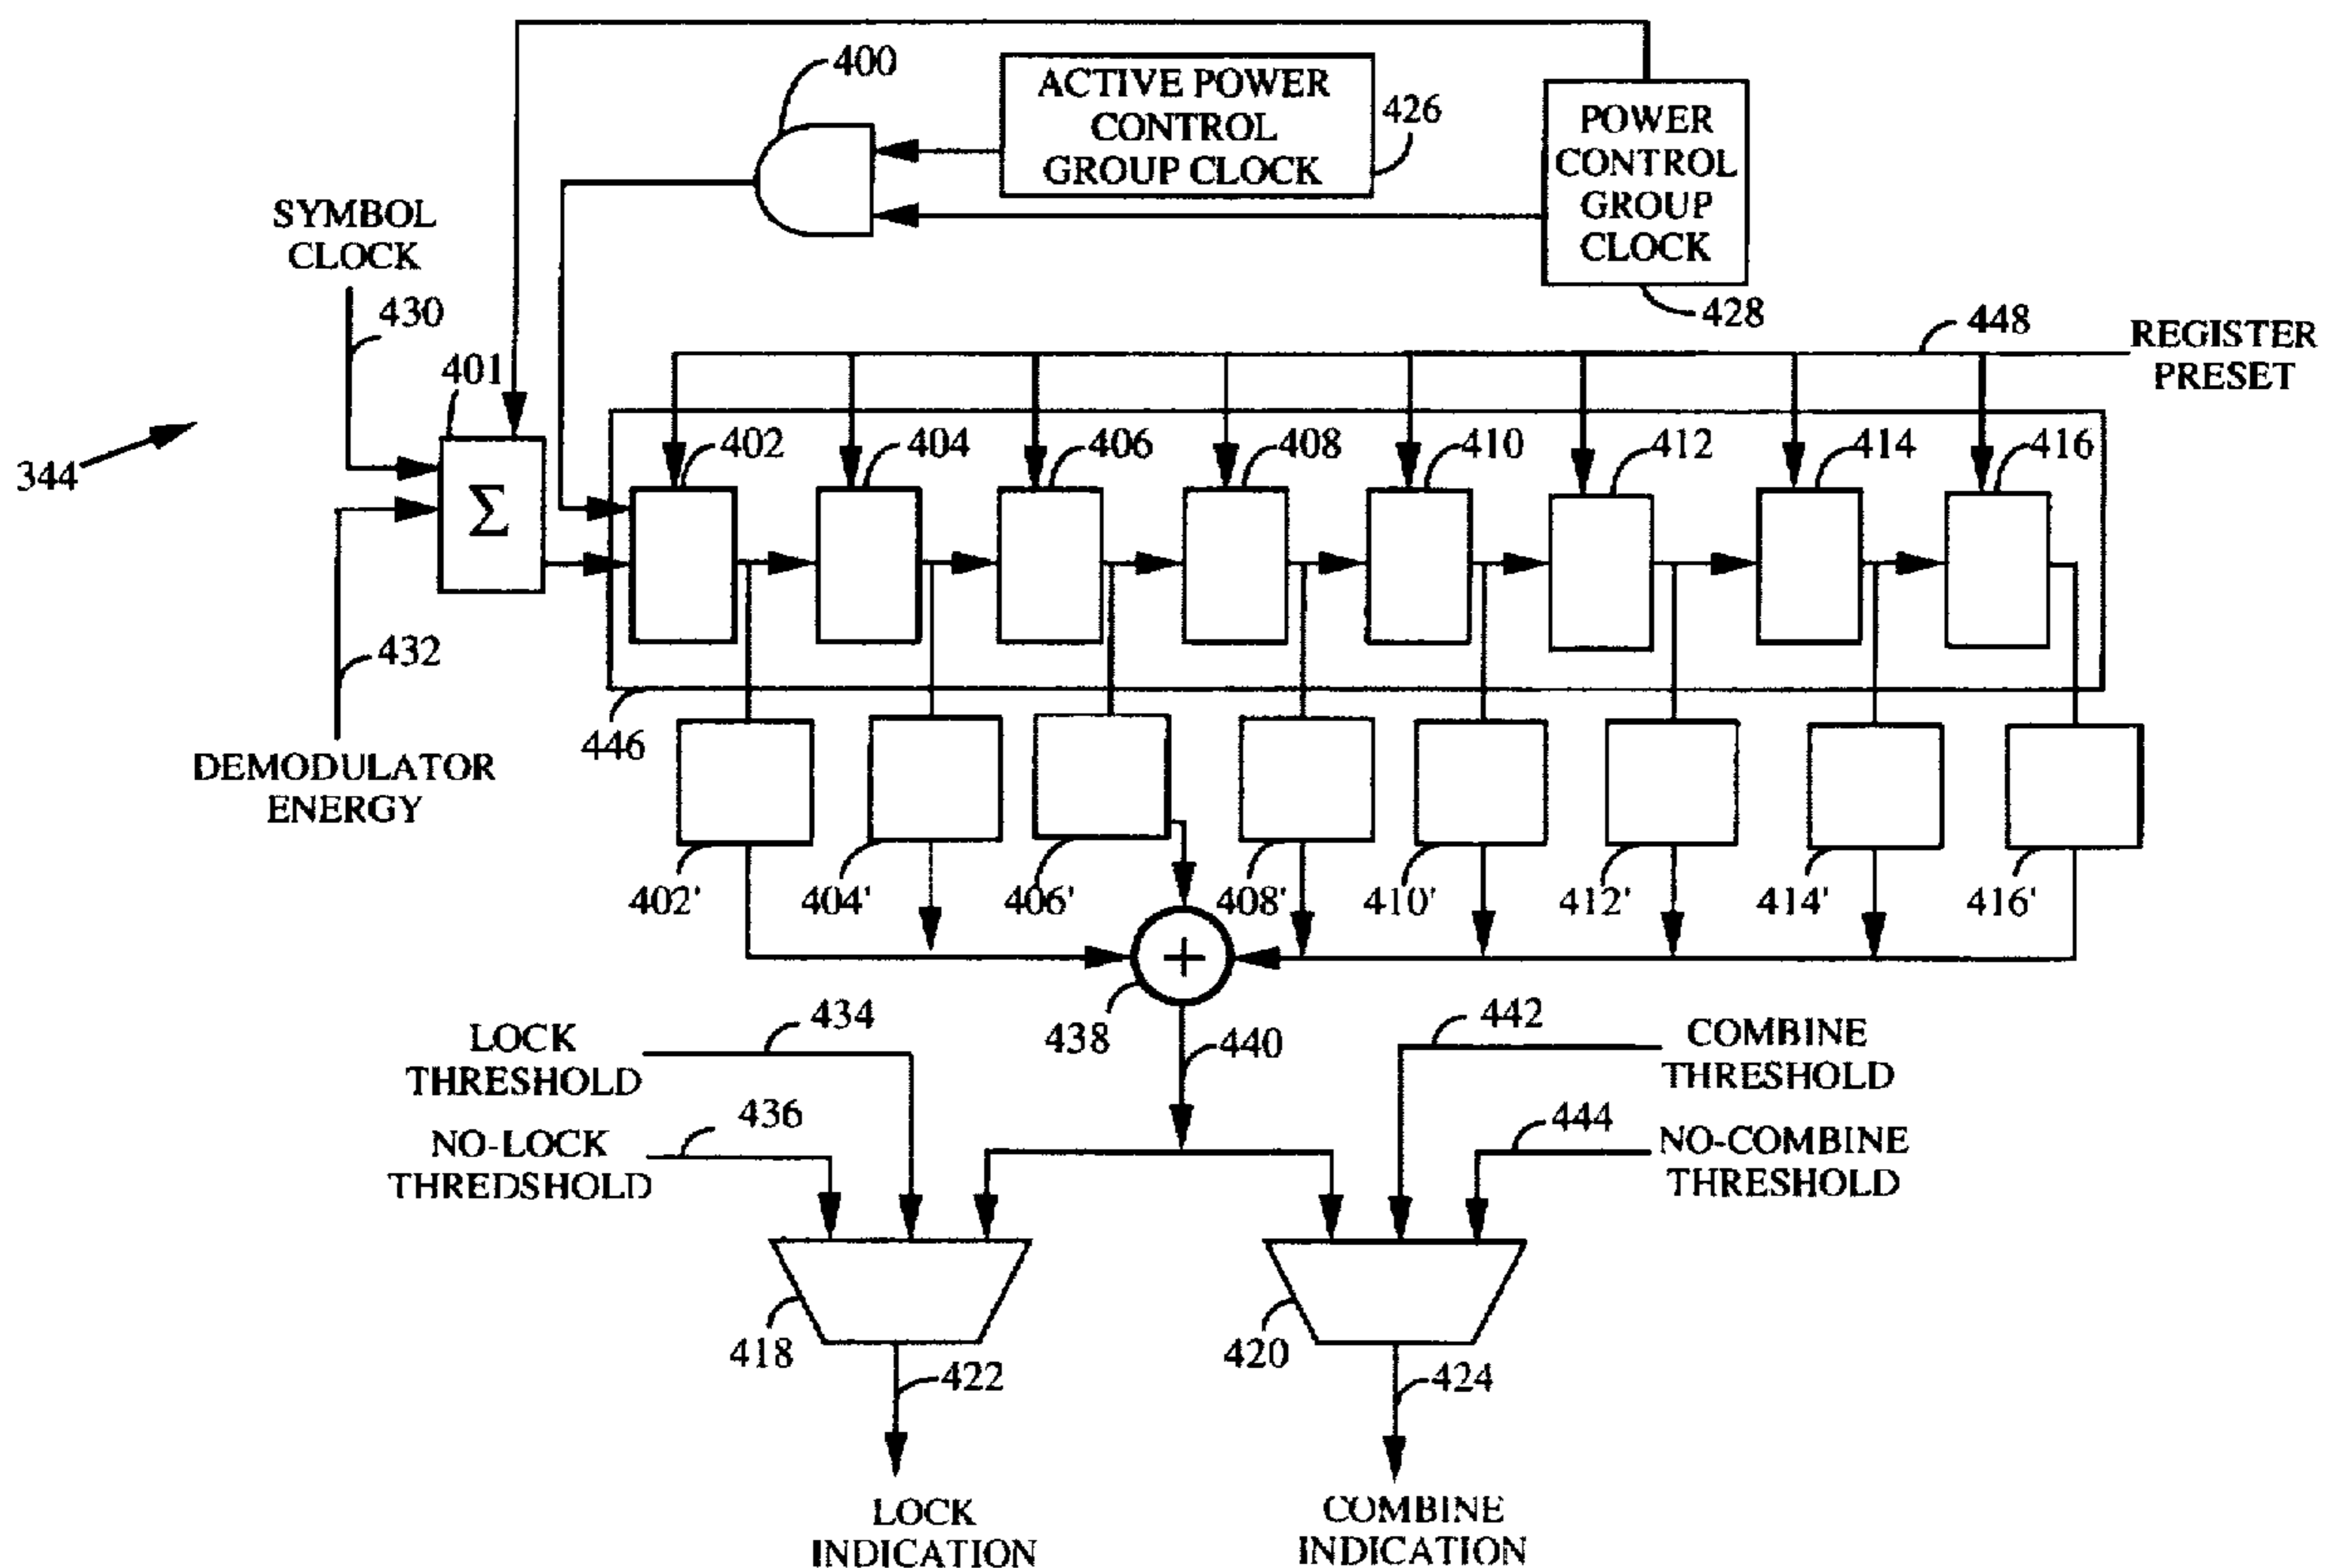 400
ACTIVE POWER
CONTROL
GROUP CLOCK
426
POWER
CONTROL
GROUP
CLOCK
428
SYMBOL
CLOCK
430
401
Σ
344
432
DEMODULATOR
ENERGY
448
REGISTER
PRESET
402
404
406
408
410
412
414
416
446
402'
404'
406'
408'
410'
412'
414'
416'
+
438
440
LOCK
THRESHOLD
434
NO-LOCK
THREDSHOLD
436
442
COMBINE
THRESHOLD
444
NO-COMBINE
THRESHOLD
418
420
422
424
LOCK
INDICATION
COMBINE
INDICATION